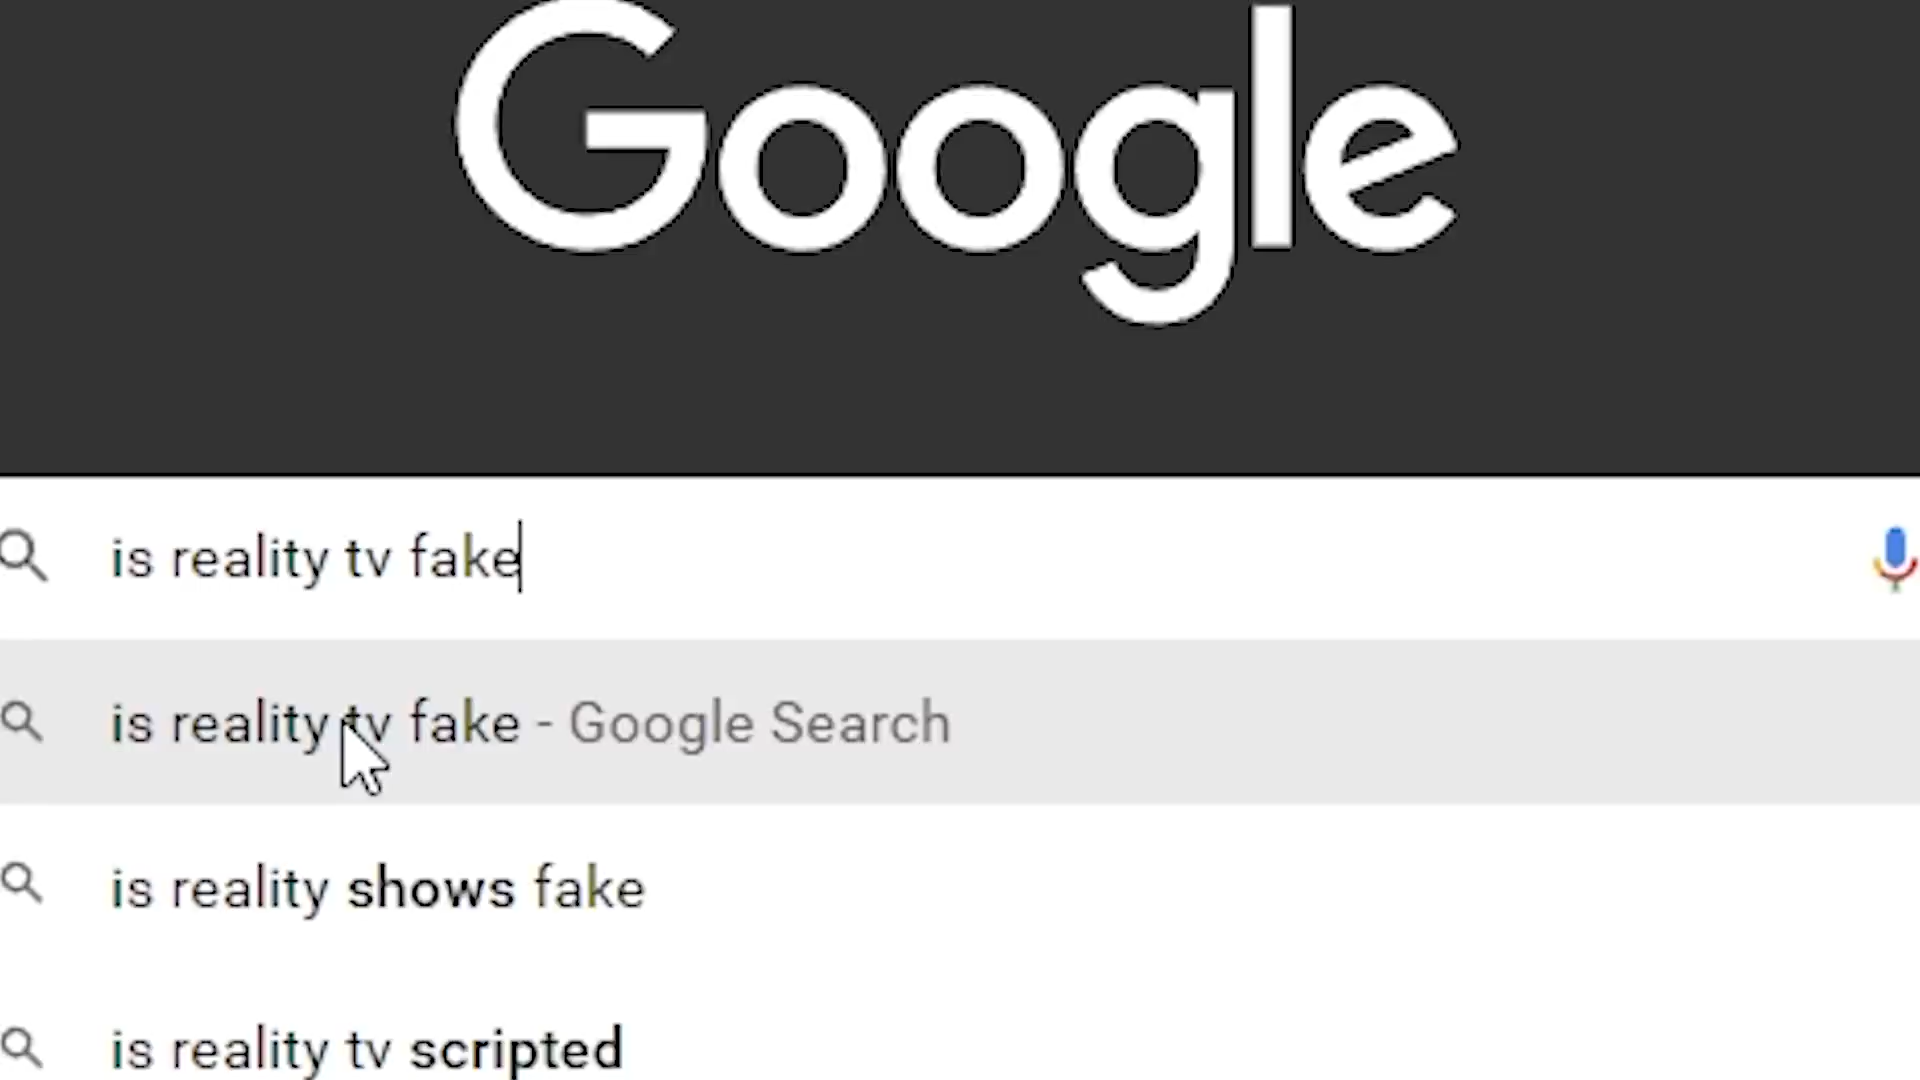 Google
is reality tv fake
is reality tv fake - Google Search
is reality shows fake
is reality tv scripted